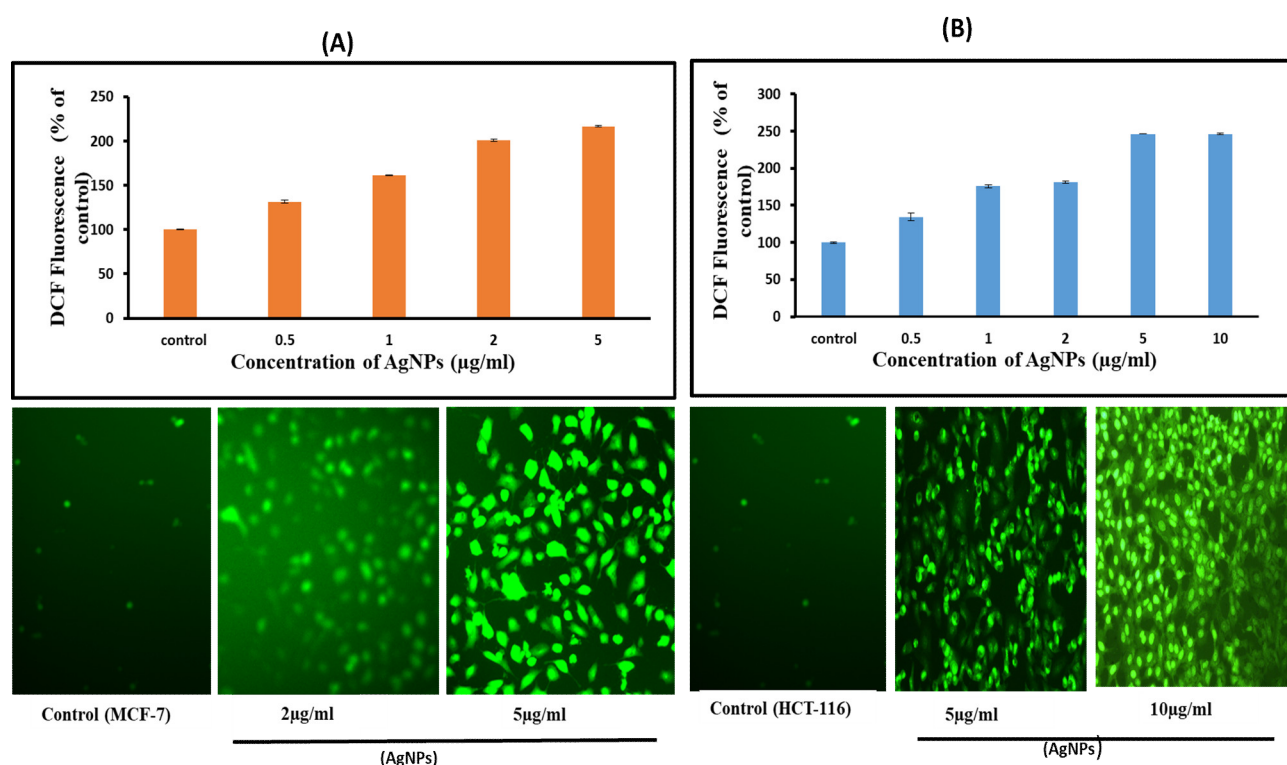 (A)
DCF Fluorescence (% of
control)
250
200
150
100
50
0
control 0.5 1 2 5
Concentration of AgNPs (µg/ml)
Control (MCF-7) 2µg/ml 5µg/ml
(AgNPs)
(B)
DCF Fluorescence (% of
control)
300
250
200
150
100
50
0
control 0.5 1 2 5 10
Concentration of AgNPs (µg/ml)
Control (HCT-116) 5µg/ml 10µg/ml
(AgNPs)